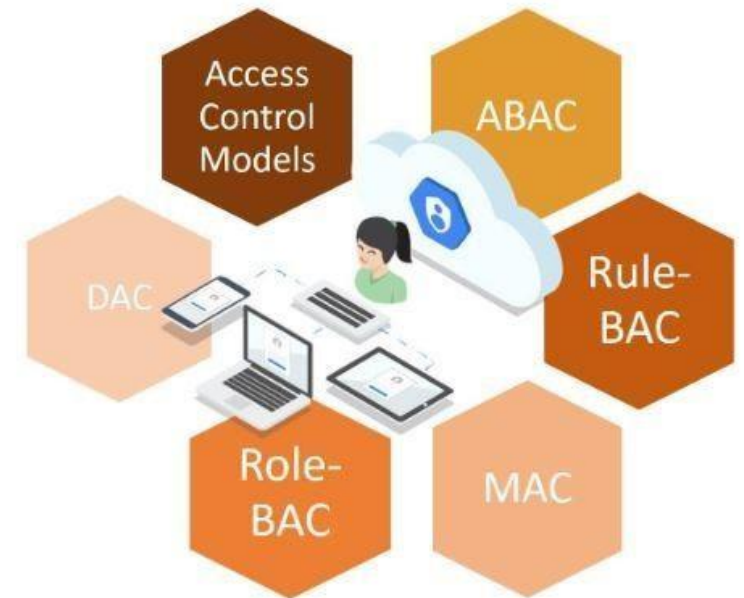 Access
Control
Models
ABAC
DAC
Rule-
BAC
Role-
BAC
MAC